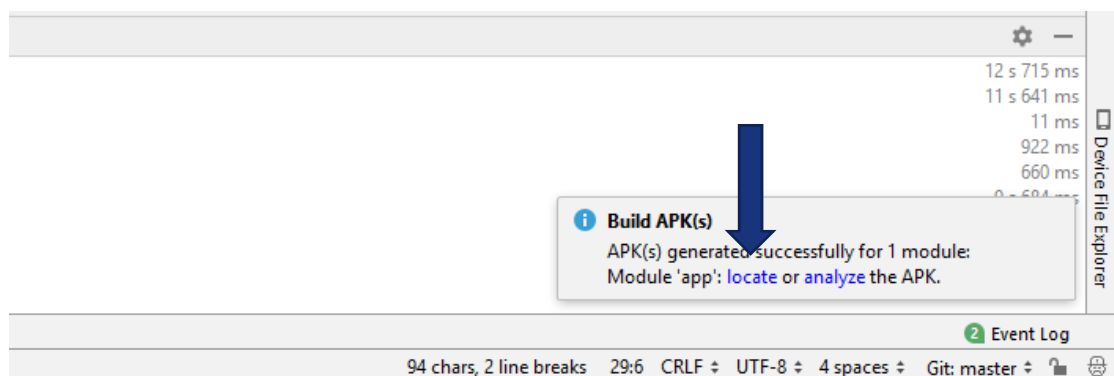 12 s 715 ms
11 s 641 ms
11 ms
922 ms
660 ms
Device File Explorer
Build APK(s)
APK(s) generated successfully for 1 module:
Module 'app': locate or analyze the APK.
2 Event Log
94 chars, 2 line breaks 29:6 CRLF UTF-8 4 spaces Git: master